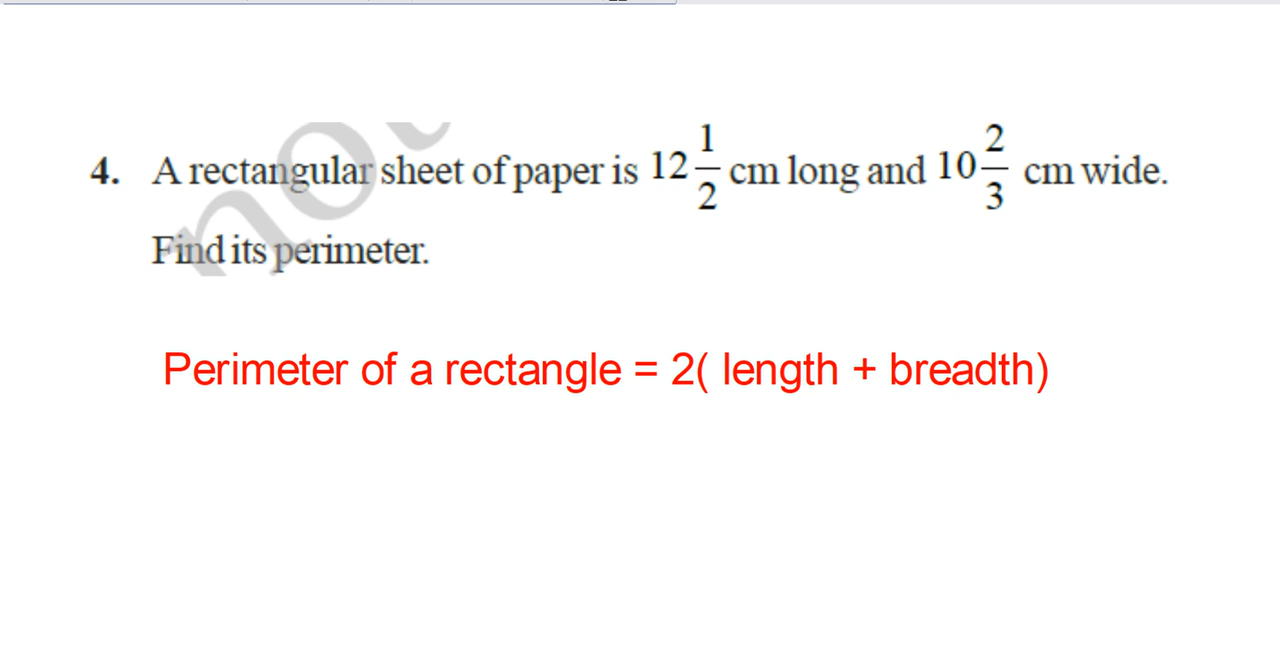 4. A rectangular sheet of paper is 12 1/2 cm long and 10 2/3 cm wide.
Find its perimeter.
Perimeter of a rectangle = 2( length + breadth)